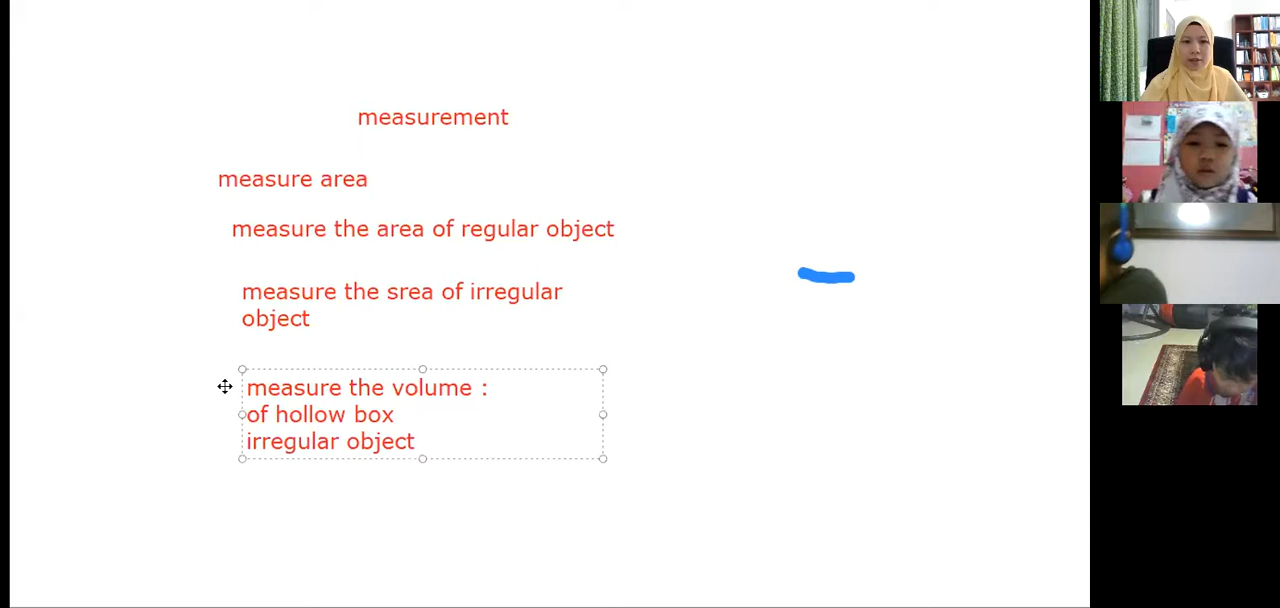 measurement
measure area
measure the area of regular object
measure the srea of irregular
object
measure the volume :
of hollow box
irregular object